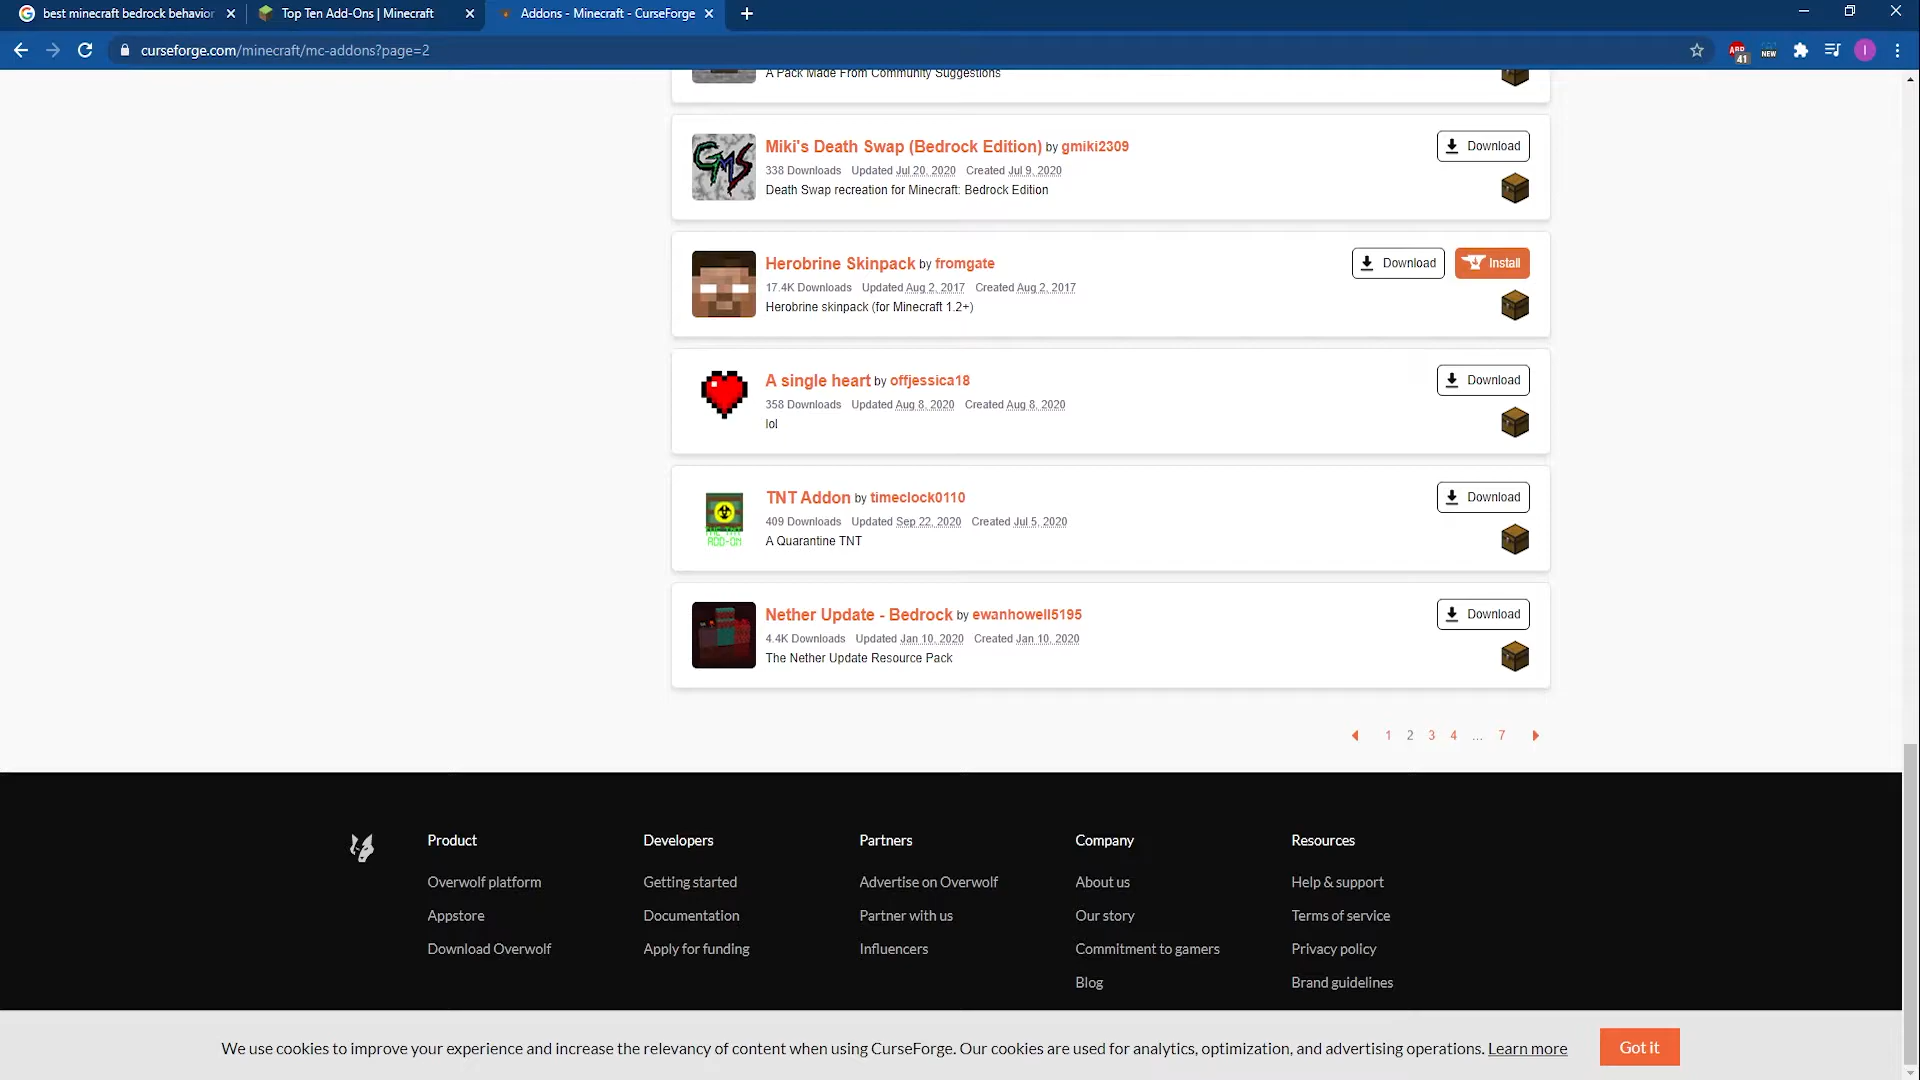 best minecraft bedrock behavior
Top Ten Add-Ons | Minecraft
Addons - Minecraft - CurseForge
curseforge.com/minecraft/mc-addons?page=2
ABP
41
NEW
I
A Pack Made From Community Suggestions
GMS
Miki's Death Swap (Bedrock Edition) by gmiki2309
Download
338 Downloads Updated Jul 20, 2020 Created Jul 9, 2020
Death Swap recreation for Minecraft: Bedrock Edition
Herobrine Skinpack by fromgate
Download
Install
17.4K Downloads Updated Aug 2, 2017 Created Aug 2, 2017
Herobrine skinpack (for Minecraft 1.2+)
A single heart by offjessica18
Download
358 Downloads Updated Aug 8, 2020 Created Aug 8, 2020
lol
TNT Addon by timeclock0110
Download
409 Downloads Updated Sep 22, 2020 Created Jul 5, 2020
A Quarantine TNT
THE TNT
ADD-ON
Nether Update - Bedrock by ewanhowell5195
Download
4.4K Downloads Updated Jan 10, 2020 Created Jan 10, 2020
The Nether Update Resource Pack
1 2 3 4 ... 7
Product
Overwolf platform
Appstore
Download Overwolf
Developers
Getting started
Documentation
Apply for funding
Partners
Advertise on Overwolf
Partner with us
Influencers
Company
About us
Our story
Commitment to gamers
Blog
Resources
Help & support
Terms of service
Privacy policy
Brand guidelines
We use cookies to improve your experience and increase the relevancy of content when using CurseForge. Our cookies are used for analytics, optimization, and advertising operations. Learn more
Got it